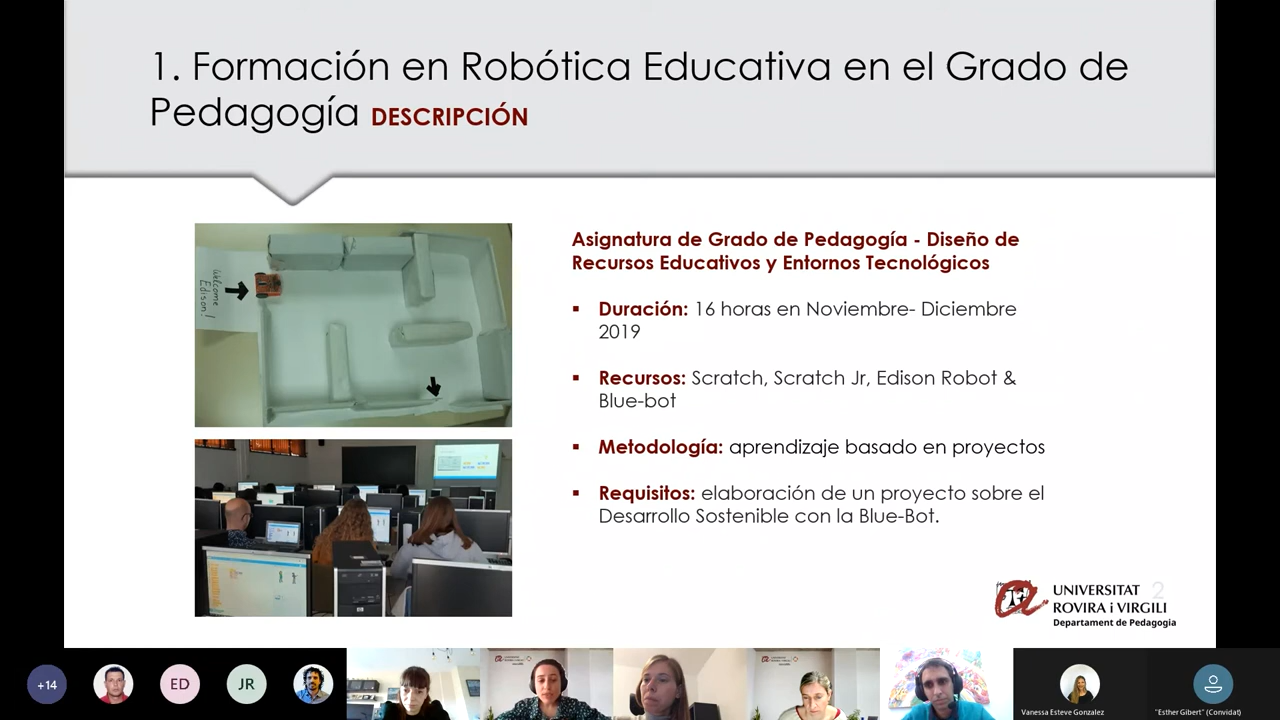 1. Formación en Robótica Educativa en el Grado de
Pedagogía DESCRIPCIÓN
Welcome
Edison!
Asignatura de Grado de Pedagogía - Diseño de
Recursos Educativos y Entornos Tecnológicos
▪ Duración: 16 horas en Noviembre- Diciembre
2019
▪ Recursos: Scratch, Scratch Jr, Edison Robot &
Blue-bot
▪ Metodología: aprendizaje basado en proyectos
▪ Requisitos: elaboración de un proyecto sobre el
Desarrollo Sostenible con la Blue-Bot.
UNIVERSITAT
ROVIRA i VIRGILI
Departament de Pedagogia
2
+14
ED
JR
Vanessa Esteve Gonzalez
"Esther Gibert" (Convidat)